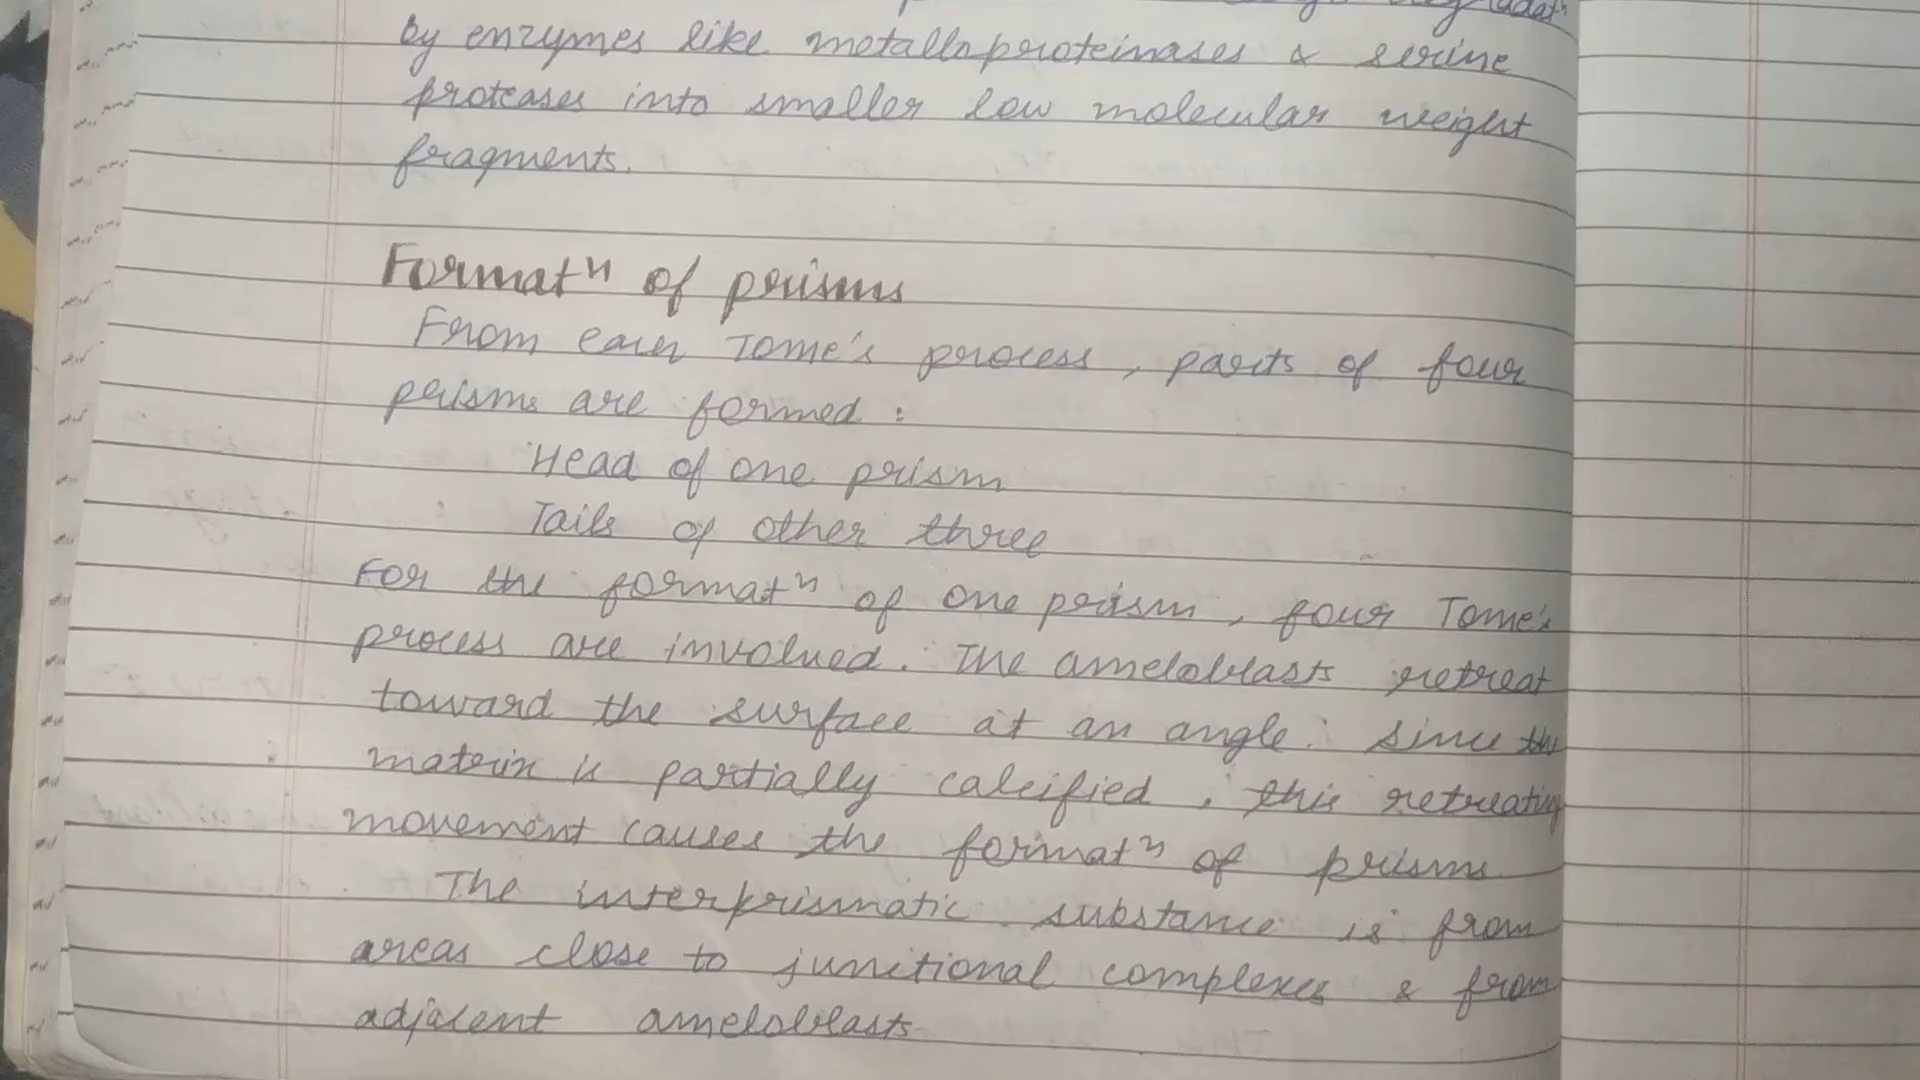 degradatⁿ
by enzymes like metalloproteinases & serine
proteases into smaller low molecular weight
fragments.
Formatⁿ of prisms
From each Tome's process, parts of four
prisms are formed :
Head of one prism
Tails of other three
For the formatⁿ of one prism, four Tome's
process are involved. The ameloblasts retreat
toward the surface at an angle. Since the
matrix is partially calcified, this retreating
movement causes the formatⁿ of prisms
The interprismatic substance is from
areas close to junctional complexes & from
adjacent ameloblasts